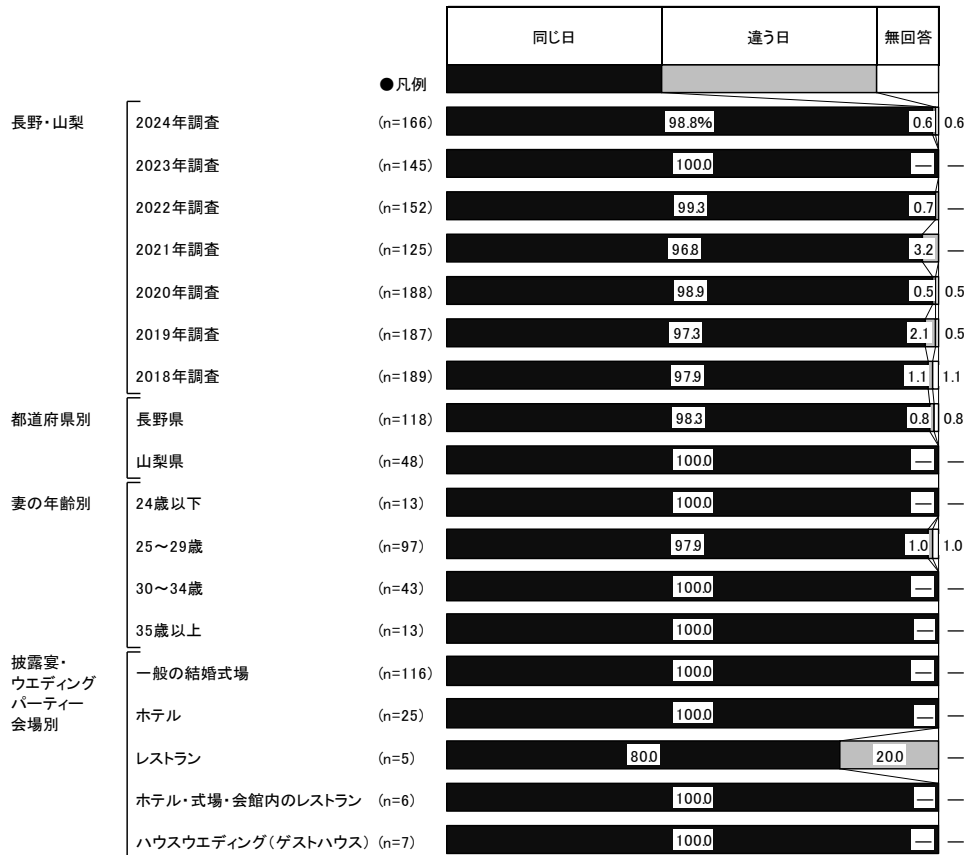 同じ日 違う日 無回答
●凡例
長野・山梨 2024年調査 (n=166) 98.8% 0.6 0.6
2023年調査 (n=145) 100.0 — —
2022年調査 (n=152) 99.3 0.7 —
2021年調査 (n=125) 96.8 3.2 —
2020年調査 (n=188) 98.9 0.5 0.5
2019年調査 (n=187) 97.3 2.1 0.5
2018年調査 (n=189) 97.9 1.1 1.1
都道府県別 長野県 (n=118) 98.3 0.8 0.8
山梨県 (n=48) 100.0 — —
妻の年齢別 24歳以下 (n=13) 100.0 — —
25～29歳 (n=97) 97.9 1.0 1.0
30～34歳 (n=43) 100.0 — —
35歳以上 (n=13) 100.0 — —
披露宴・
ウエディング
パーティー
会場別
一般の結婚式場 (n=116) 100.0 — —
ホテル (n=25) 100.0 — —
レストラン (n=5) 80.0 20.0 —
ホテル・式場・会館内のレストラン (n=6) 100.0 — —
ハウスウエディング(ゲストハウス) (n=7) 100.0 — —